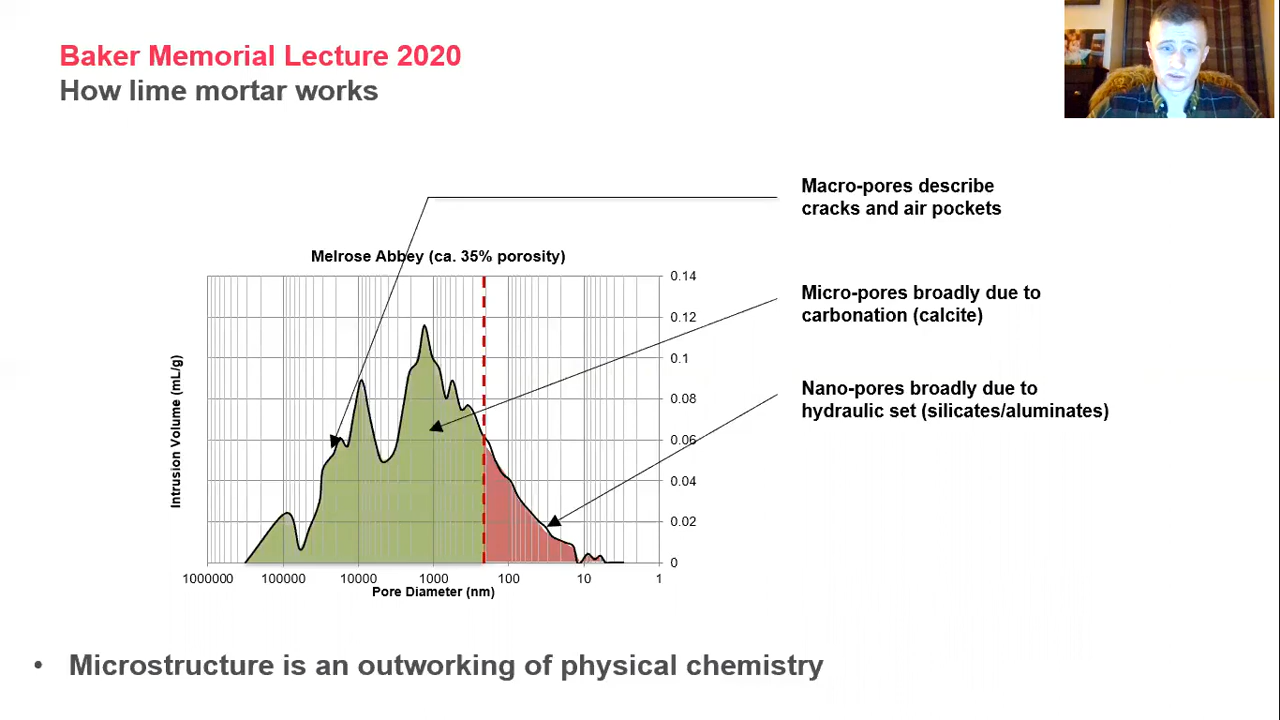 Baker Memorial Lecture 2020
How lime mortar works
Macro-pores describe
cracks and air pockets
Melrose Abbey (ca. 35% porosity)
Micro-pores broadly due to
carbonation (calcite)
Nano-pores broadly due to
hydraulic set (silicates/aluminates)
Intrusion Volume (mL/g)
0.14
0.12
0.1
0.08
0.06
0.04
0.02
0
1000000 100000 10000 1000 100 10 1
Pore Diameter (nm)
• Microstructure is an outworking of physical chemistry